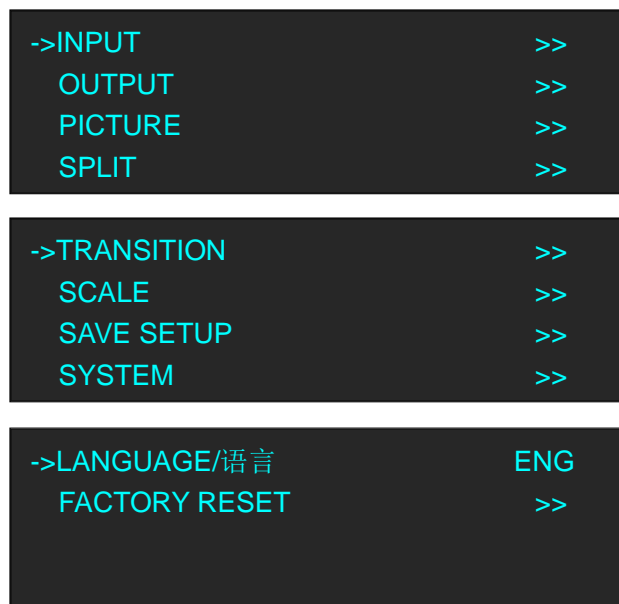 ->INPUT >>
OUTPUT >>
PICTURE >>
SPLIT >>
->TRANSITION >>
SCALE >>
SAVE SETUP >>
SYSTEM >>
->LANGUAGE/语言 ENG
FACTORY RESET >>